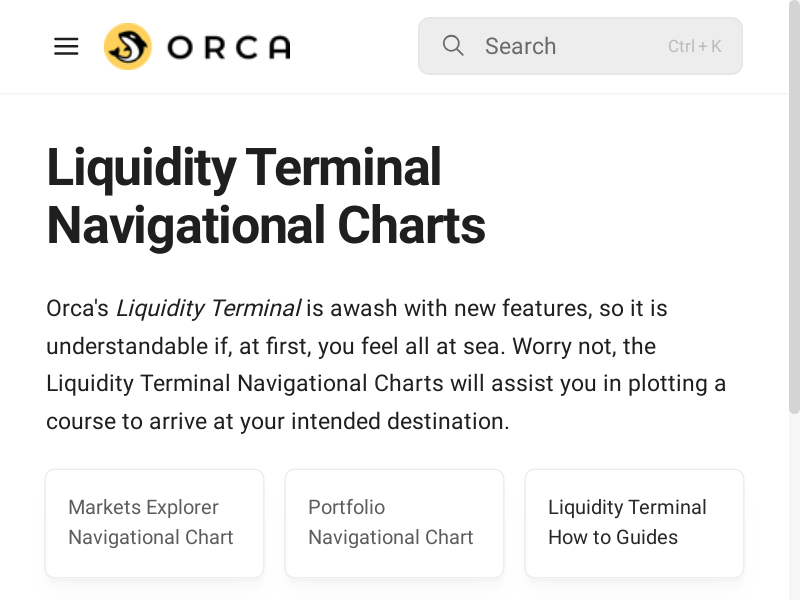 ORCA
Search
Ctrl + K
Liquidity Terminal
Navigational Charts
Orca's Liquidity Terminal is awash with new features, so it is
understandable if, at first, you feel all at sea. Worry not, the
Liquidity Terminal Navigational Charts will assist you in plotting a
course to arrive at your intended destination.
Markets Explorer
Navigational Chart
Portfolio
Navigational Chart
Liquidity Terminal
How to Guides